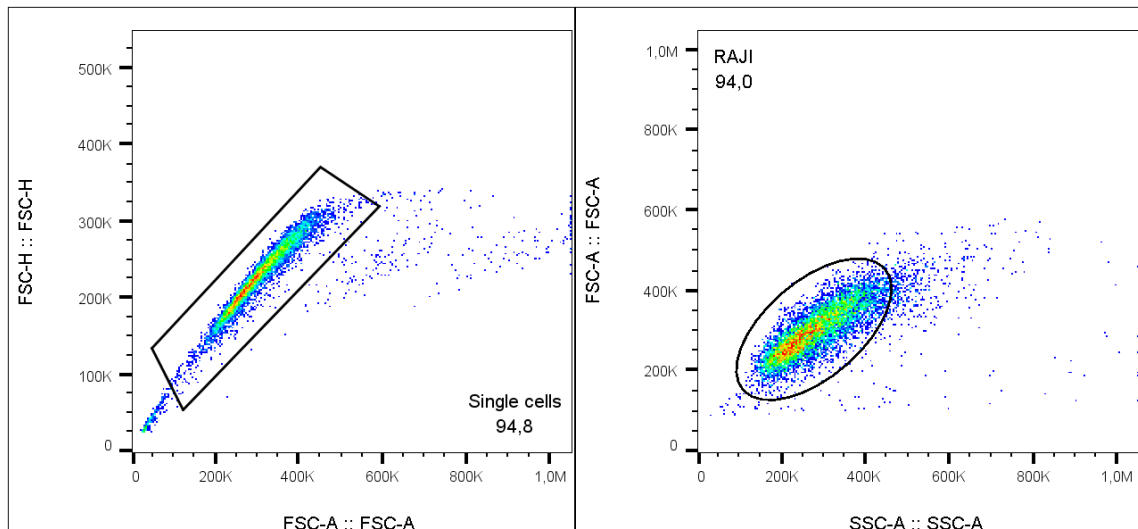 500K
400K
300K
200K
100K
0
FSC-H :: FSC-H
Single cells
94,8
0
200K
400K
600K
800K
1,0M
FSC-A :: FSC-A
RAJI
94,0
1,0M
800K
600K
400K
200K
0
FSC-A :: FSC-A
0
200K
400K
600K
800K
1,0M
SSC-A :: SSC-A